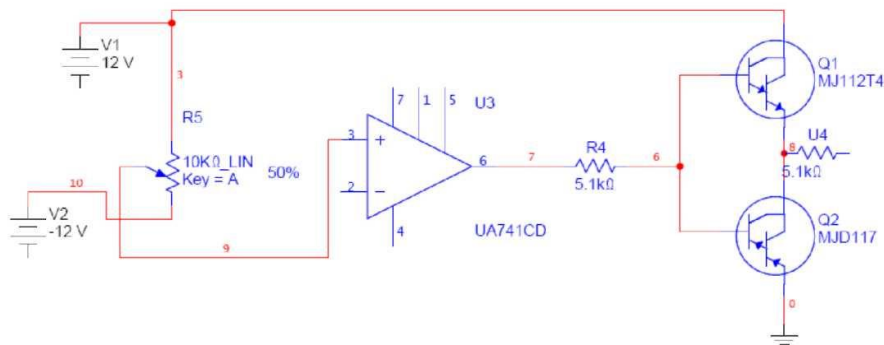 V1
12 V
3
R5
10KΩ_LIN
Key = A
50%
10
V2
-12 V
9
7
1
5
U3
3
2
6
4
UA741CD
7
R4
5.1kΩ
6
Q1
MJ112T4
8
U4
5.1kΩ
Q2
MJD117
0